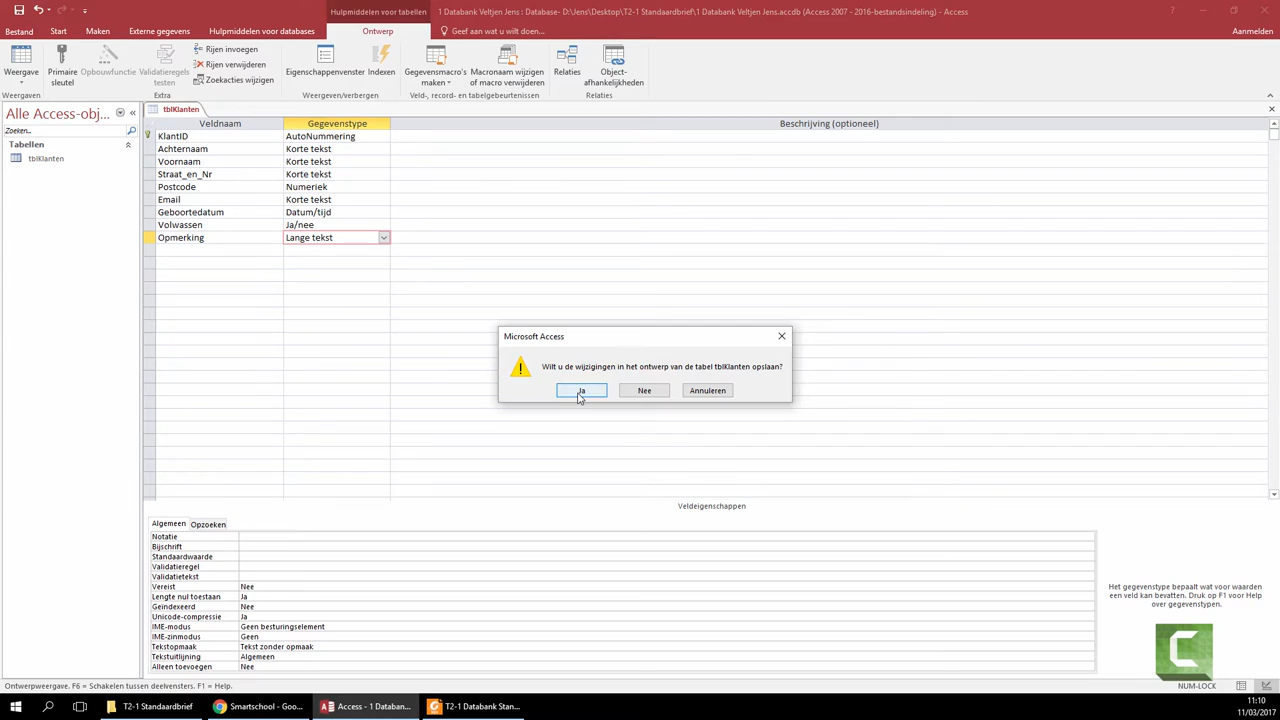 Hulpmiddelen voor tabellen
1 Databank Veltjen Jens : Database- D:\Jens\Desktop\T2-1 Standaardbrief\1 Databank Veltjen Jens.accdb (Access 2007 - 2016-bestandsindeling) - Access
Bestand Start Maken Externe gegevens Hulpmiddelen voor databases Ontwerp Geef aan wat u wilt doen... Aanmelden
Weergave
Primaire sleutel
Opbouwfunctie
Validatieregels testen
Rijen invoegen
Rijen verwijderen
Zoekacties wijzigen
Eigenschappenvenster
Indexen
Gegevensmacro's maken
Macronaam wijzigen of macro verwijderen
Relaties
Object-afhankelijkheden
Weergaven Extra Weergeven/verbergen Veld-, record- en tabelgebeurtenissen Relaties
Alle Access-obj...
Zoeken...
Tabellen
tblKlanten
tblKlanten
Veldnaam Gegevenstype Beschrijving (optioneel)
KlantID AutoNummering
Achternaam Korte tekst
Voornaam Korte tekst
Straat_en_Nr Korte tekst
Postcode Numeriek
Email Korte tekst
Geboortedatum Datum/tijd
Volwassen Ja/nee
Opmerking Lange tekst
Microsoft Access
Wilt u de wijzigingen in het ontwerp van de tabel tblKlanten opslaan?
Ja Nee Annuleren
Veldeigenschappen
Algemeen Opzoeken
Notatie
Bijschrift
Standaardwaarde
Validatieregel
Validatietekst
Vereist Nee
Lengte nul toestaan Ja
Geïndexeerd Nee
Unicode-compressie Ja
IME-modus Geen besturingselement
IME-zinmodus Geen
Tekstopmaak Tekst zonder opmaak
Tekstuitlijning Algemeen
Alleen toevoegen Nee
Het gegevenstype bepaalt wat voor waarden
een veld kan bevatten. Druk op F1 voor Help
over gegevenstypen.
Ontwerpweergave. F6 = Schakelen tussen deelvensters. F1 = Help. NUM-LOCK
T2-1 Standaardbrief Smartschool - Goo... Access - 1 Databan... T2-1 Databank Stan...
11:10
11/03/2017